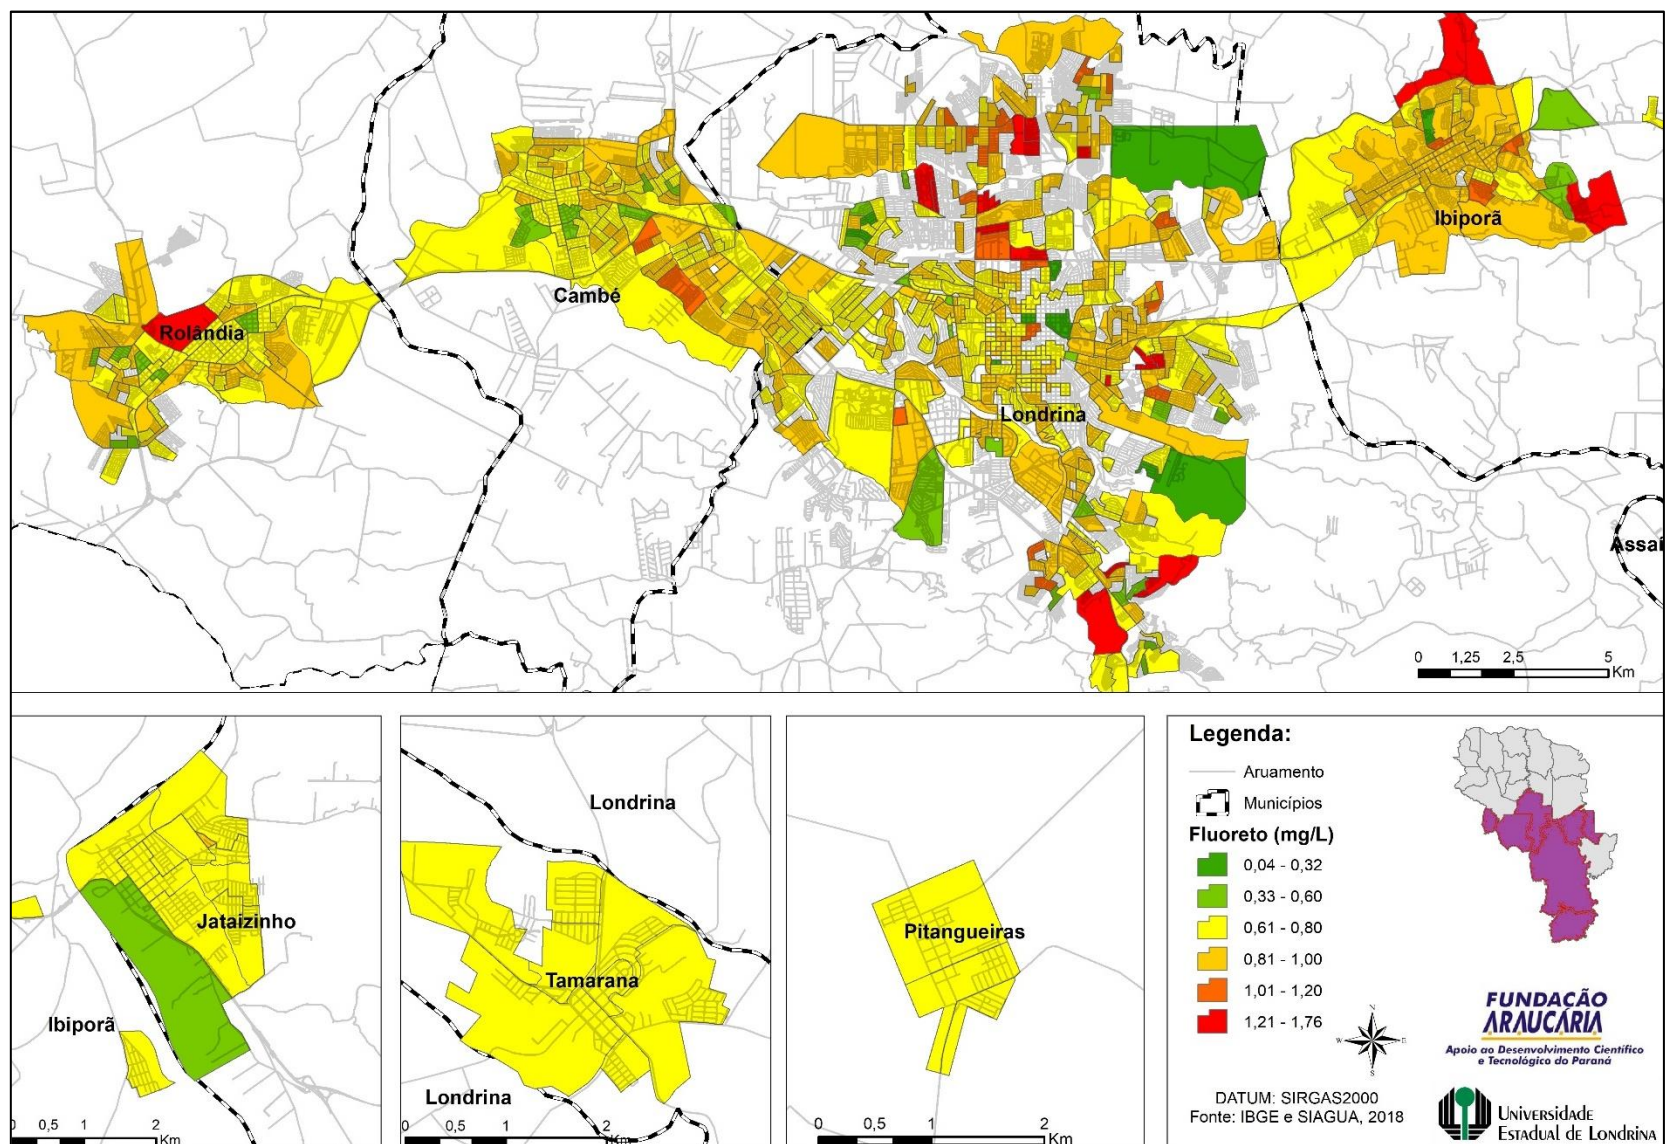 Rolândia
Cambé
Londrina
Ibiporã
Assaí
0 1,25 2,5 5
Km
Jataizinho
Ibiporã
0 0,5 1 2
Km
Londrina
Tamarana
Londrina
0 0,5 1 2
Km
Pitangueiras
0 0,5 1 2
Km
Legenda:
Aruamento
Municípios
Fluoreto (mg/L)
0,04 - 0,32
0,33 - 0,60
0,61 - 0,80
0,81 - 1,00
1,01 - 1,20
1,21 - 1,76
N
W E
S
DATUM: SIRGAS2000
Fonte: IBGE e SIAGUA, 2018
FUNDAÇÃO
ARAUCÁRIA
Apoio ao Desenvolvimento Científico
e Tecnológico do Paraná
UNIVERSIDADE
ESTADUAL DE LONDRINA